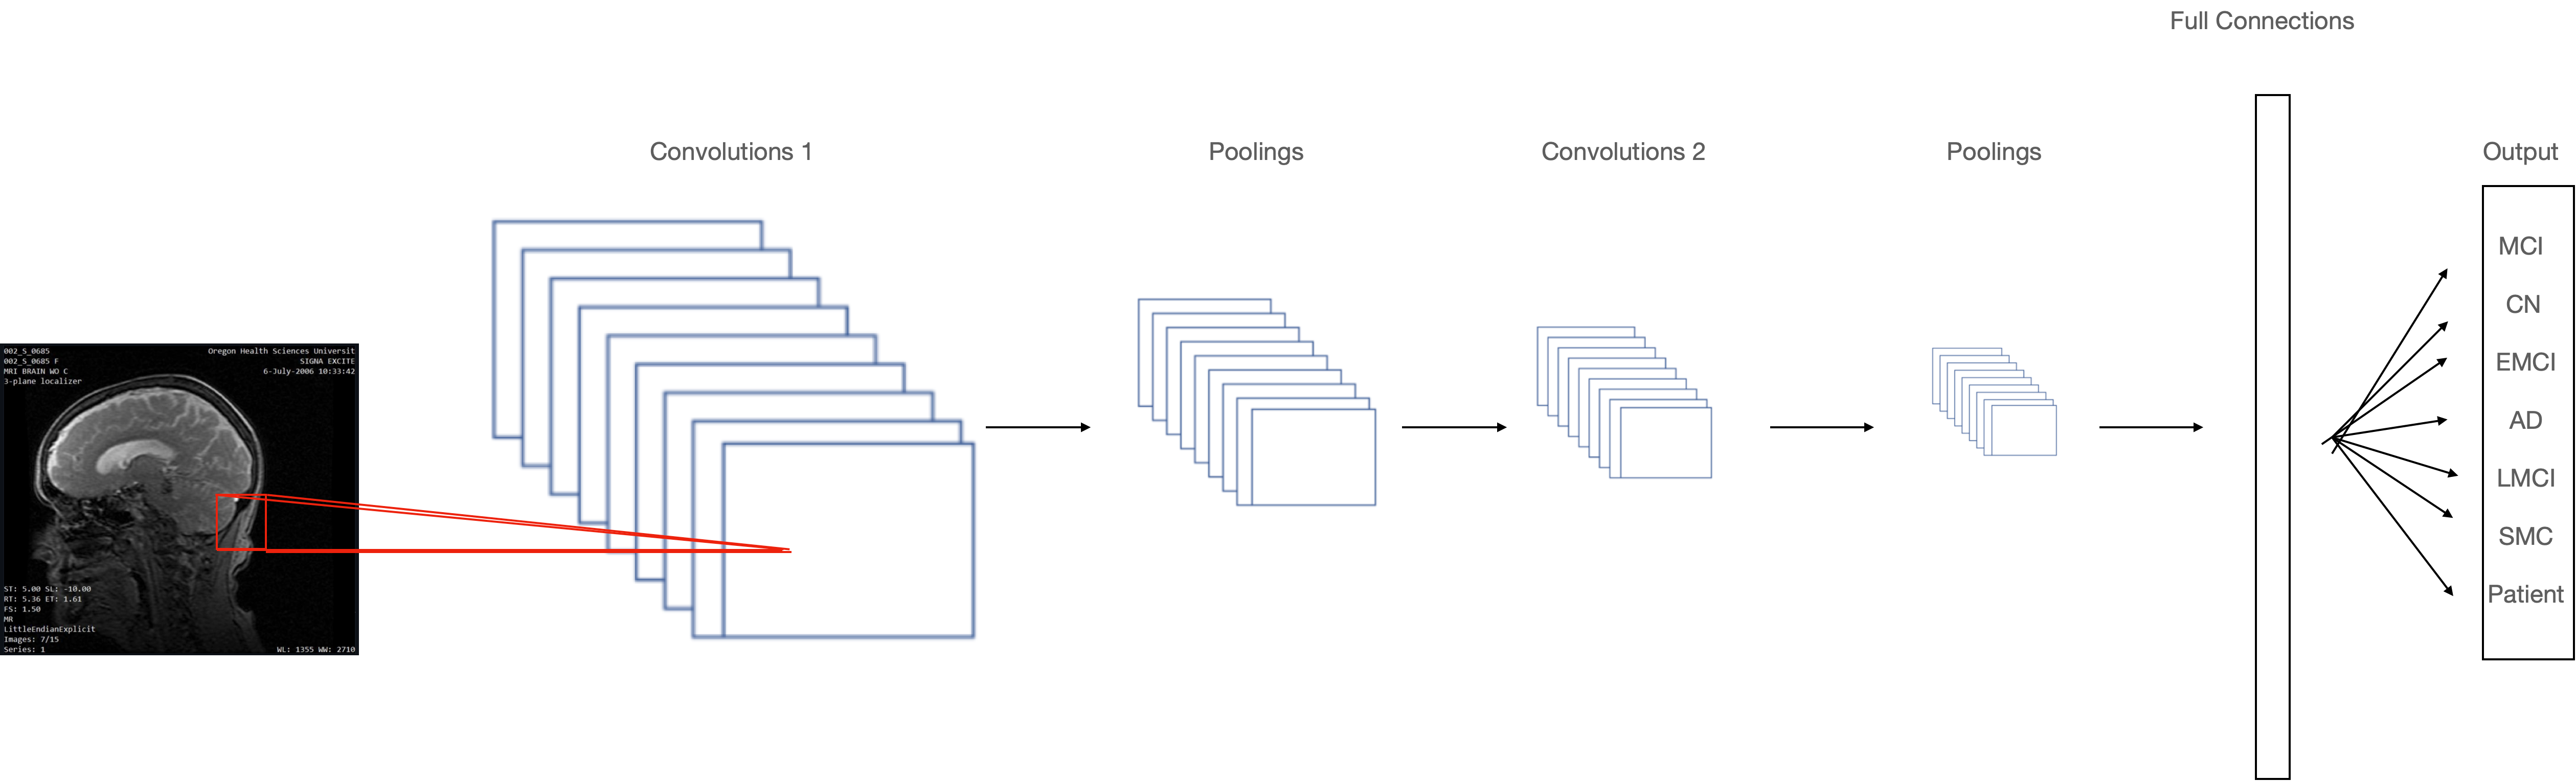 Full Connections
Convolutions 1
Poolings
Convolutions 2
Poolings
Output
002_S_0685
002_S_0685 F
MRI BRAIN WO C
3-plane localizer
Oregon Health Sciences Universit
SIGNA EXCITE
6-July-2006 10:33:42
ST: 5.00 SL: -10.00
RT: 5.36 ET: 1.61
FS: 1.50
MR
LittleEndianExplicit
Images: 7/15
Series: 1
WL: 1355 WW: 2710
MCI
CN
EMCI
AD
LMCI
SMC
Patient